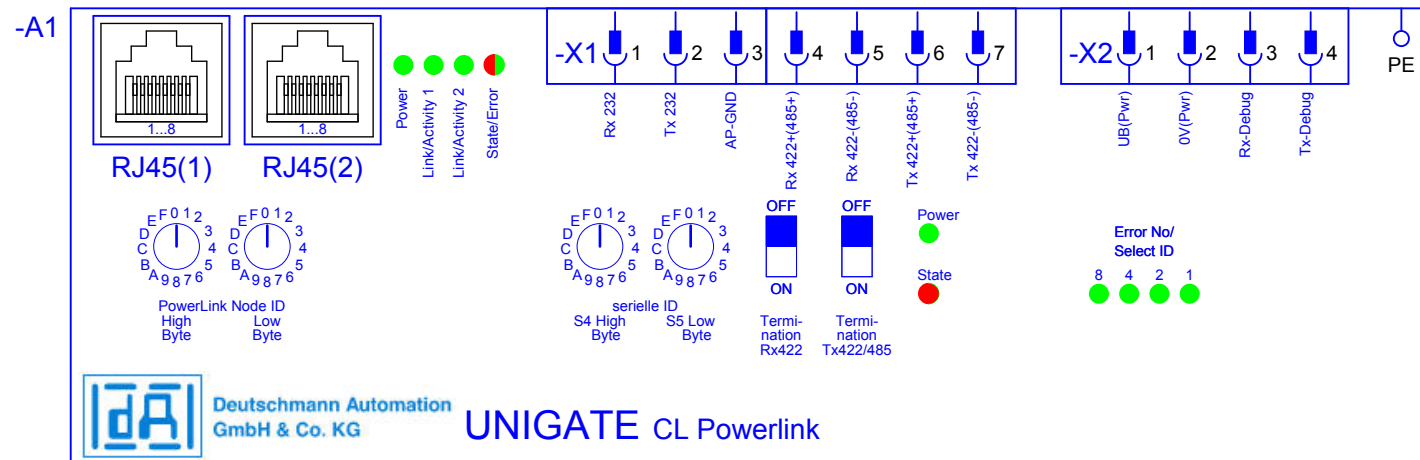 -A1
1...8
1...8
RJ45(1)
RJ45(2)
Power
Link/Activity 1
Link/Activity 2
State/Error
-X1
1
2
3
4
5
6
7
Rx 232
Tx 232
AP-GND
Rx 422+(485+)
Rx 422-(485-)
Tx 422+(485+)
Tx 422-(485-)
-X2
1
2
3
4
UB(Pwr)
0V(Pwr)
Rx-Debug
Tx-Debug
PE
0 1 2 3 4 5 6 7 8 9 A B C D E F
0 1 2 3 4 5 6 7 8 9 A B C D E F
PowerLink Node ID
High Byte
Low Byte
0 1 2 3 4 5 6 7 8 9 A B C D E F
0 1 2 3 4 5 6 7 8 9 A B C D E F
serielle ID
S4 High
Byte
S5 Low
Byte
OFF
ON
Termi-
nation
Rx422
OFF
ON
Termi-
nation
Tx422/485
Power
State
Error No/
Select ID
8 4 2 1
dA
Deutschmann Automation
GmbH & Co. KG
UNIGATE CL Powerlink